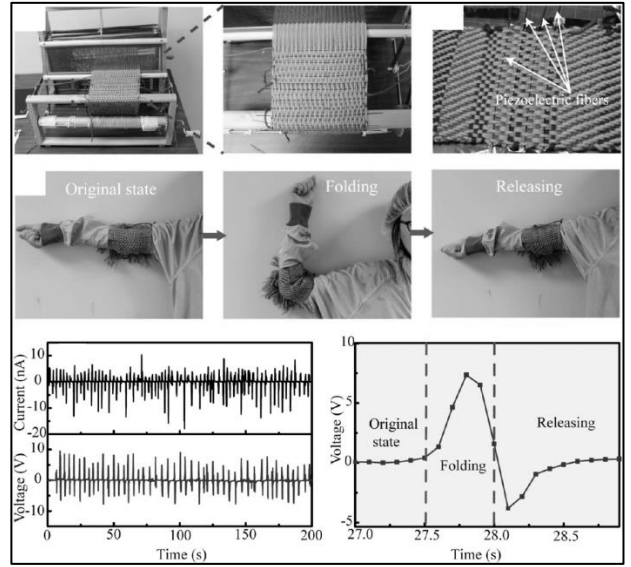 Piezoelectric fibers
Original state
Folding
Releasing
10
0
-10
-20
Current (nA)
10
0
-10
Voltage (V)
0
50
100
150
200
Time (s)
10
5
0
-5
Voltage (V)
Original
state
Folding
Releasing
27.0
27.5
28.0
28.5
Time (s)